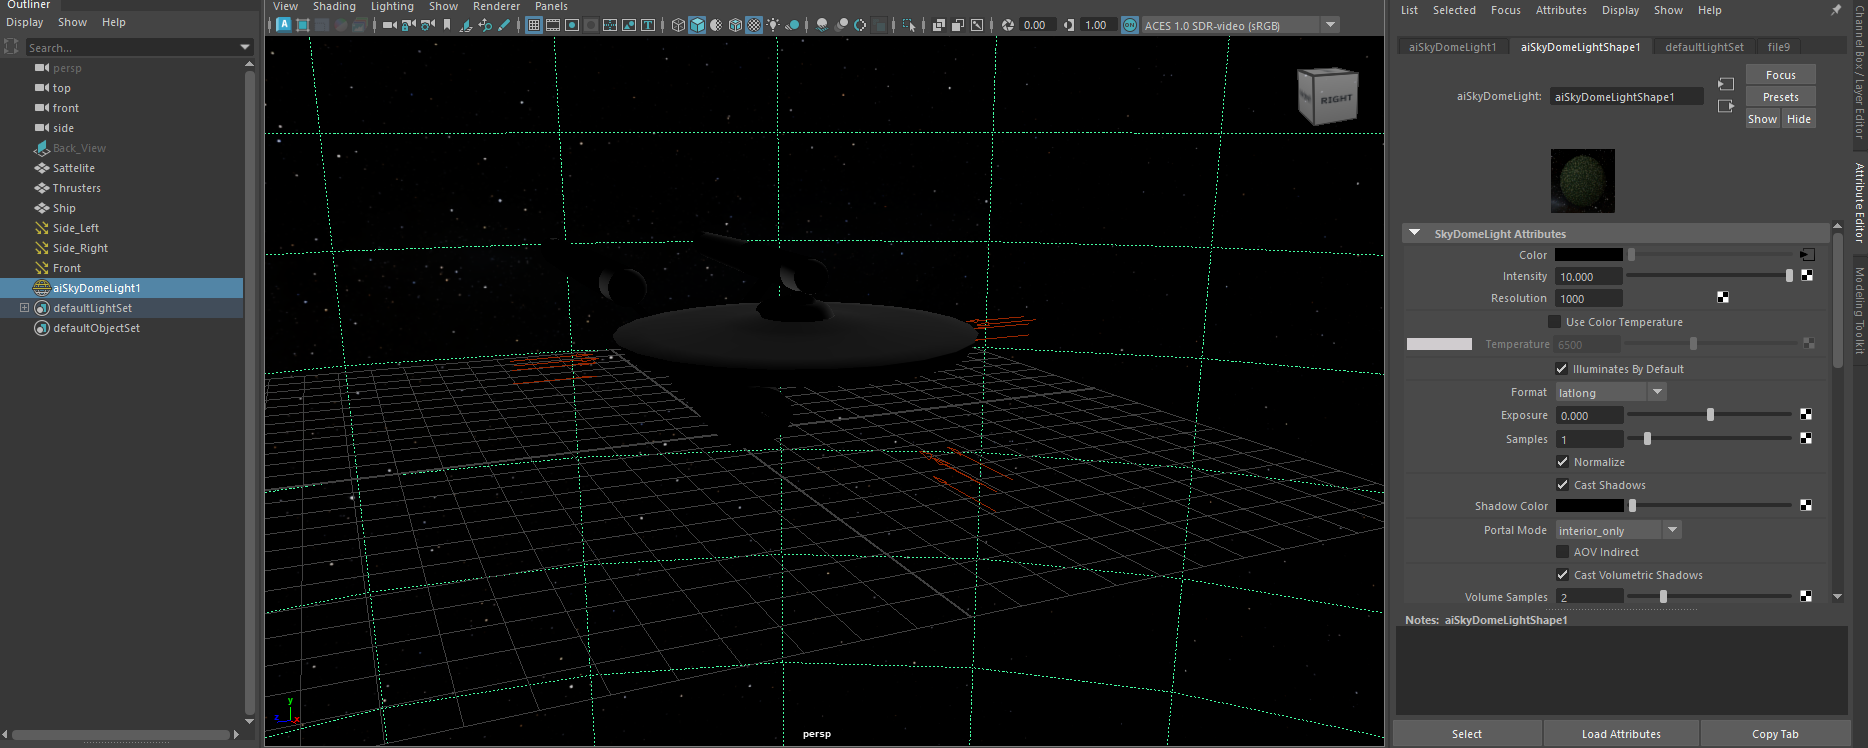 Outliner
Display Show Help
Search...
persp
top
front
side
Back_View
Sattelite
Thrusters
Ship
Side_Left
Side_Right
Front
aiSkyDomeLight1
defaultLightSet
defaultObjectSet
View Shading Lighting Show Renderer Panels
0.00 1.00 ON ACES 1.0 SDR-video (sRGB)
RIGHT
y
z x
persp
List Selected Focus Attributes Display Show Help
aiSkyDomeLight1 aiSkyDomeLightShape1 defaultLightSet file9
Focus
aiSkyDomeLight: aiSkyDomeLightShape1
Presets
Show Hide
SkyDomeLight Attributes
Color
Intensity 10.000
Resolution 1000
Use Color Temperature
Temperature 6500
Illuminates By Default
Format latlong
Exposure 0.000
Samples 1
Normalize
Cast Shadows
Shadow Color
Portal Mode interior_only
AOV Indirect
Cast Volumetric Shadows
Volume Samples 2
Notes: aiSkyDomeLightShape1
Select Load Attributes Copy Tab
Channel Box / Layer Editor
Attribute Editor
Modeling Toolkit